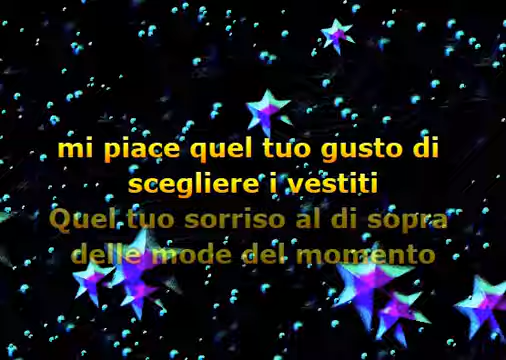 mi piace quel tuo gusto di
scegliere i vestiti
Quel tuo sorriso al di sopra
delle mode del momento